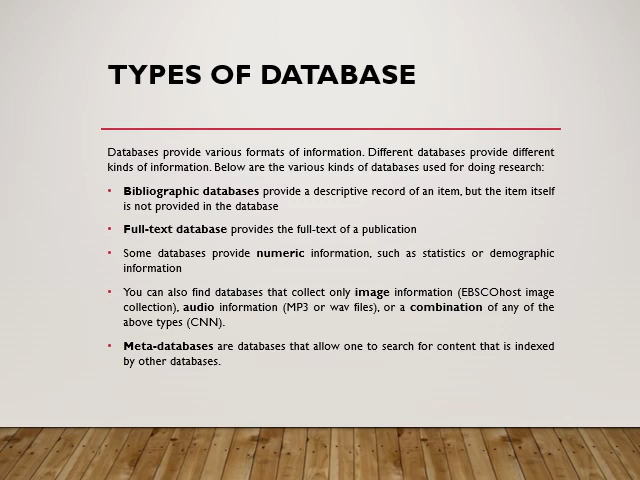 TYPES OF DATABASE
Databases provide various formats of information. Different databases provide different
kinds of information. Below are the various kinds of databases used for doing research:
• Bibliographic databases provide a descriptive record of an item, but the item itself
is not provided in the database
• Full-text database provides the full-text of a publication
• Some databases provide numeric information, such as statistics or demographic
information
• You can also find databases that collect only image information (EBSCOhost image
collection), audio information (MP3 or wav files), or a combination of any of the
above types (CNN).
• Meta-databases are databases that allow one to search for content that is indexed
by other databases.